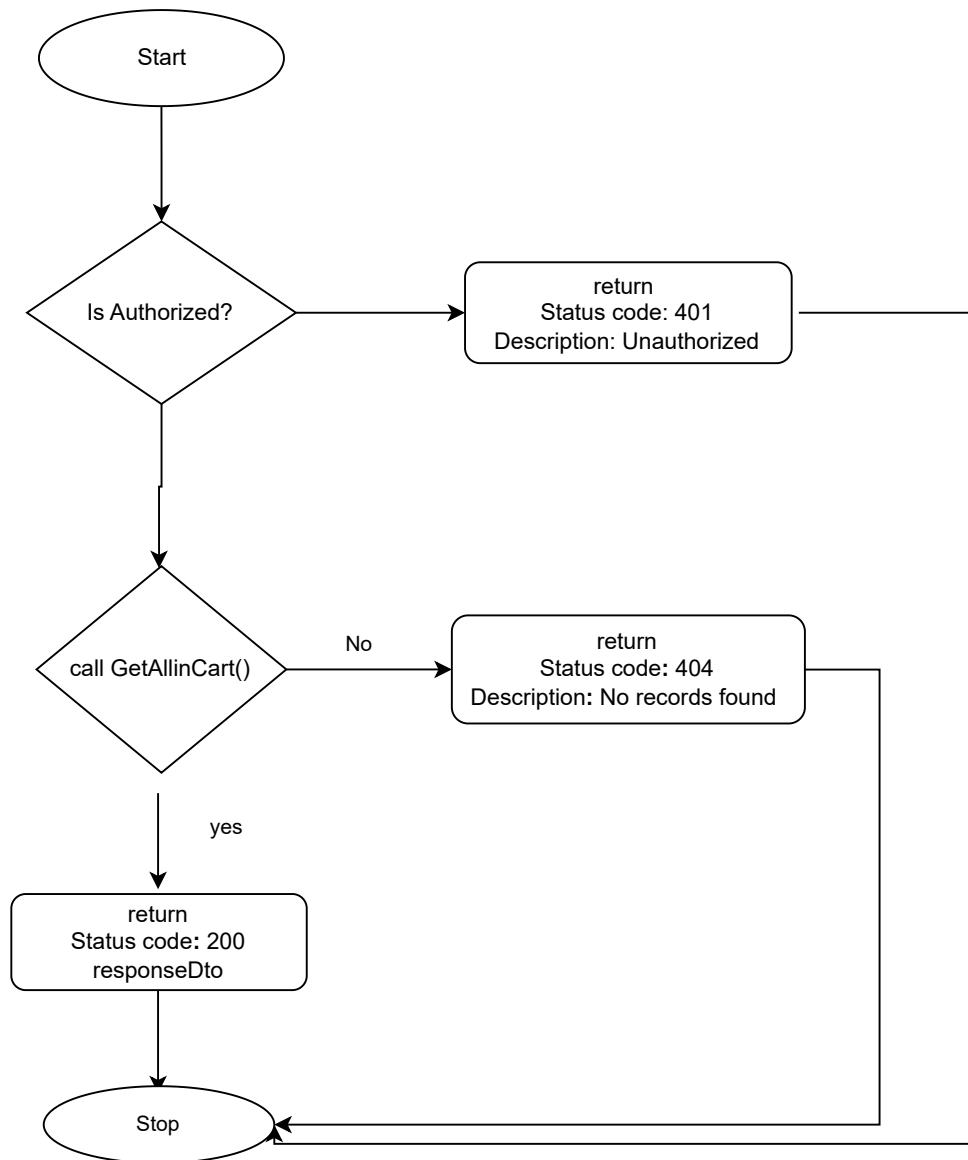 Start
Is Authorized?
return
Status code: 401
Description: Unauthorized
call GetAllinCart()
No
return
Status code: 404
Description: No records found
yes
return
Status code: 200
responseDto
Stop